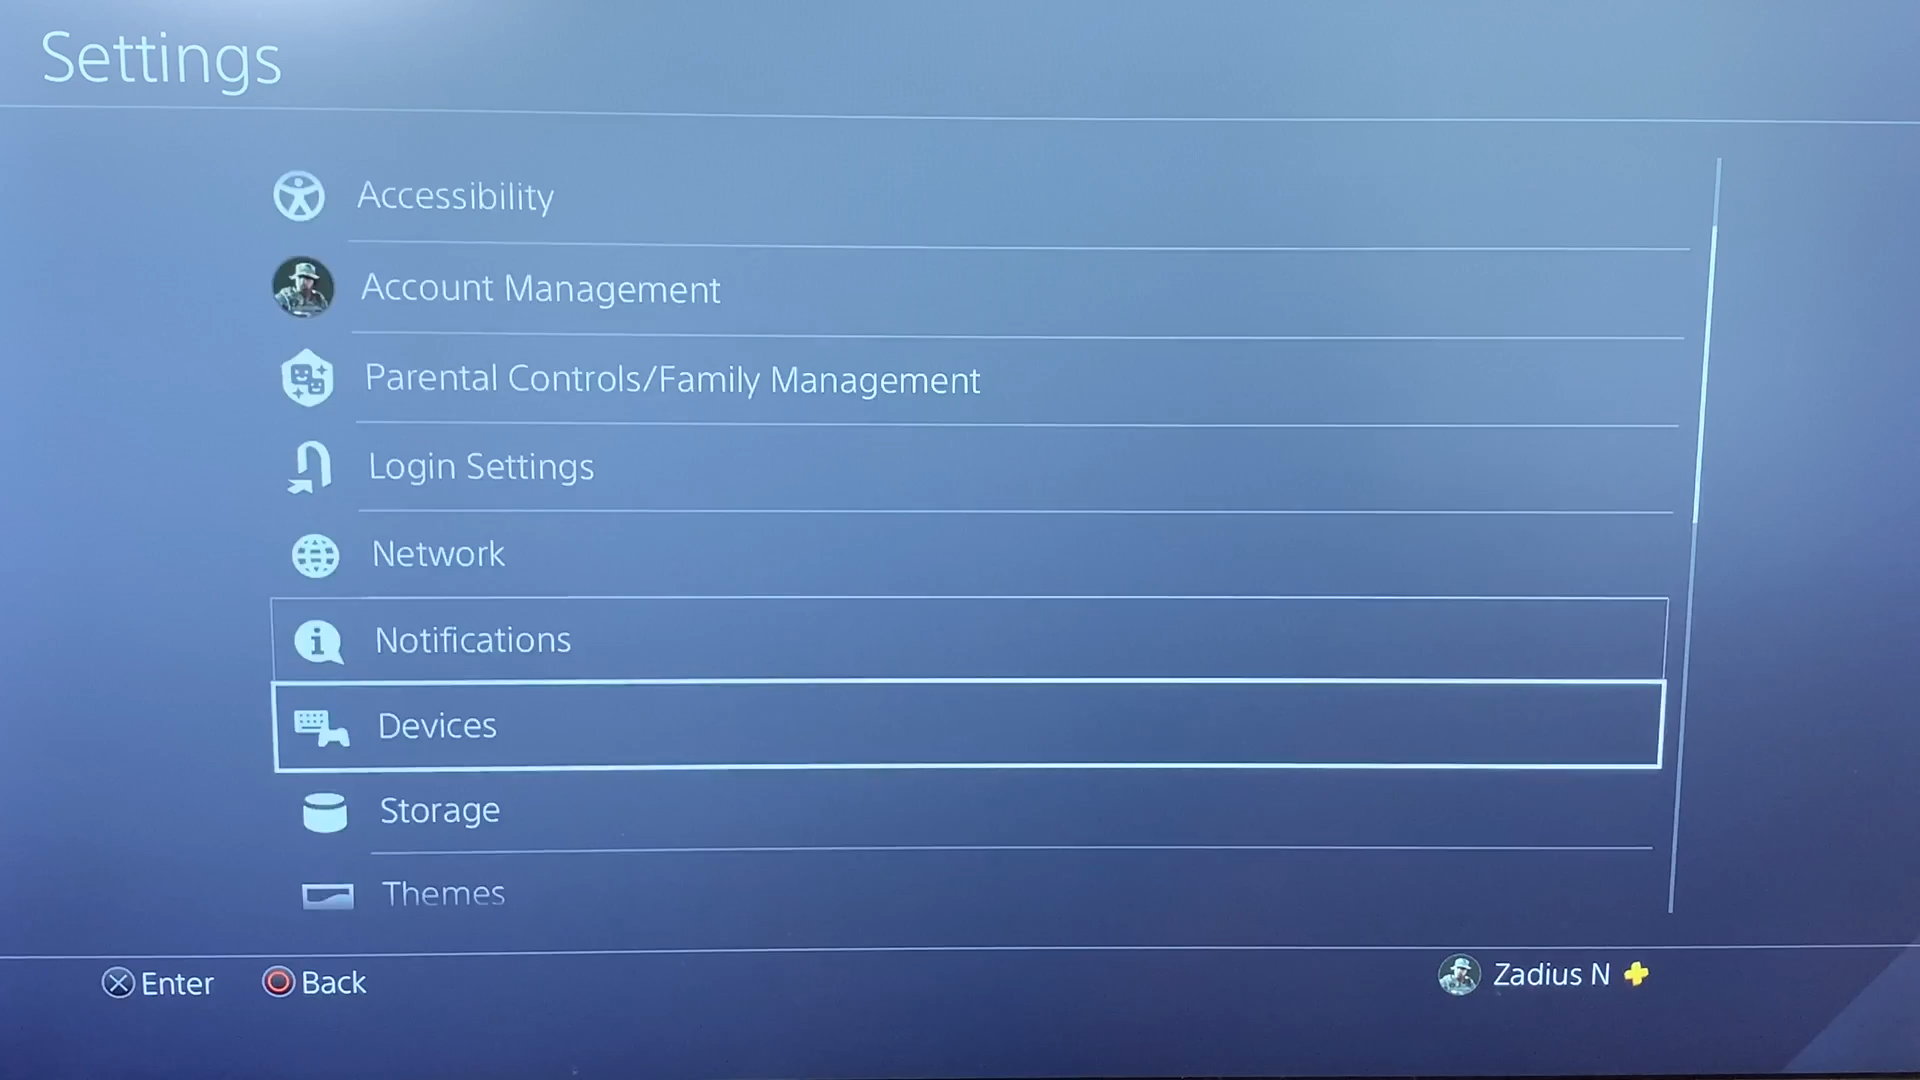 Settings
Accessibility
Account Management
Parental Controls/Family Management
Login Settings
Network
Notifications
Devices
Storage
Themes
Enter
Back
Zadius N